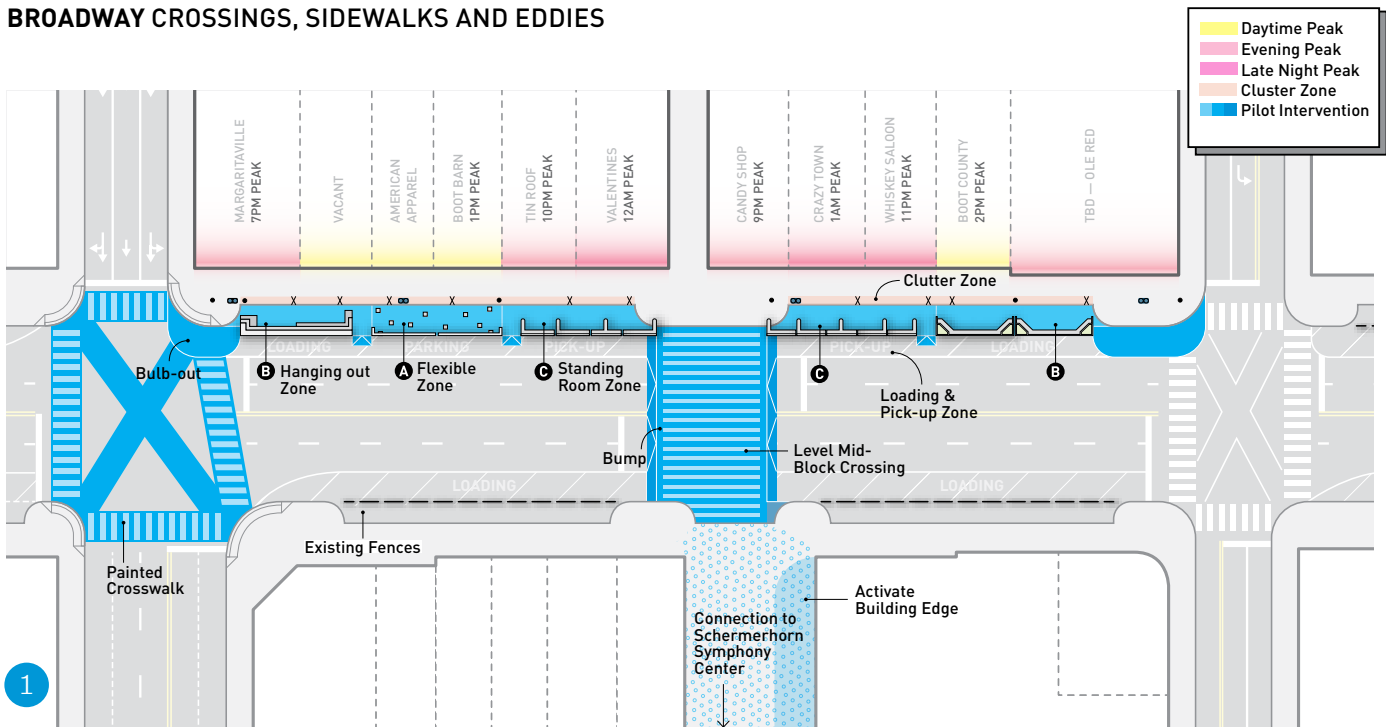 BROADWAY CROSSINGS, SIDEWALKS AND EDDIES
Daytime Peak
Evening Peak
Late Night Peak
Cluster Zone
Pilot Intervention
MARGARITAVILLE
7PM PEAK
VACANT
AMERICAN
APPAREL
BOOT BARN
1PM PEAK
TIN ROOF
10PM PEAK
VALENTINES
12AM PEAK
CANDY SHOP
9PM PEAK
CRAZY TOWN
1AM PEAK
WHISKEY SALOON
11PM PEAK
BOOT COUNTY
2PM PEAK
TBD — OLE RED
Clutter Zone
LOADING
PARKING
PICK-UP
PICK-UP
LOADING
Bulb-out
B Hanging out
Zone
A Flexible
Zone
C Standing
Room Zone
C
B
Loading &
Pick-up Zone
Bump
Level Mid-
Block Crossing
LOADING
LOADING
Existing Fences
Painted
Crosswalk
Activate
Building Edge
Connection to
Schermerhorn
Symphony
Center
1